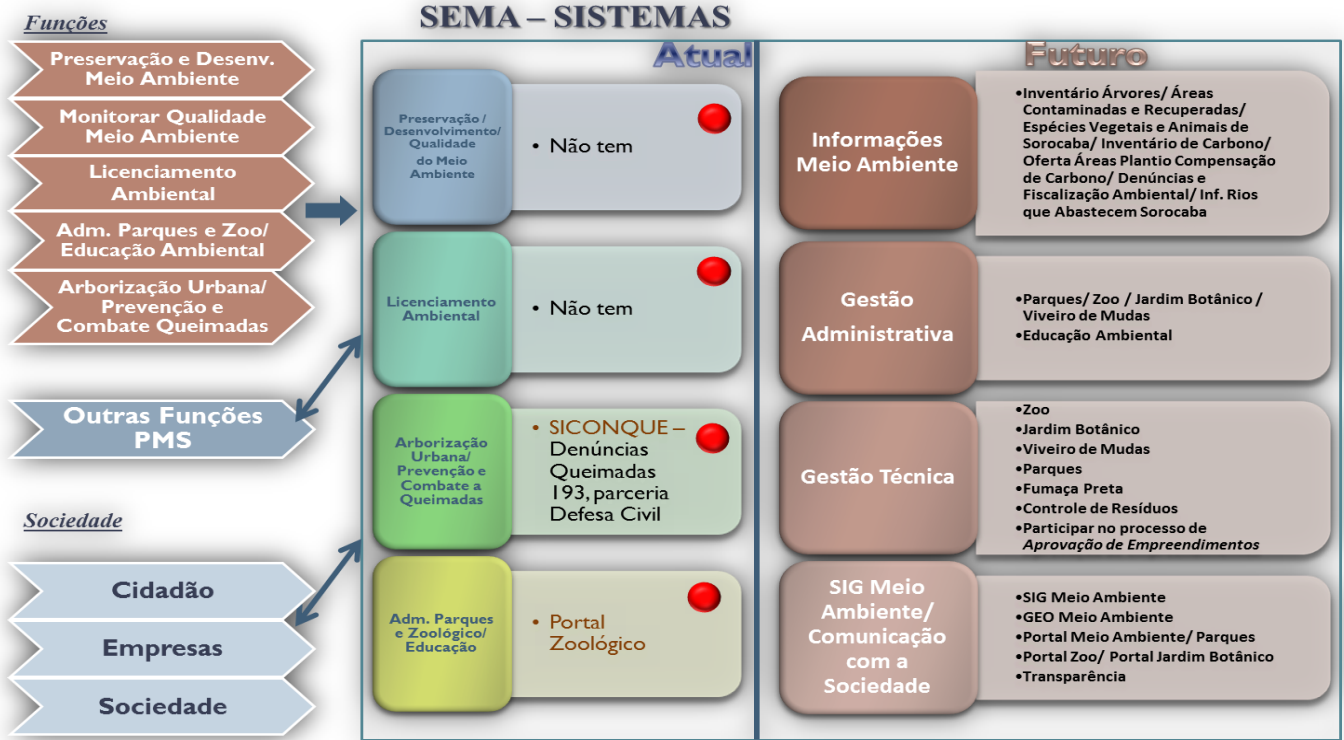 SEMA – SISTEMAS
Funções
Preservação e Desenv.
Meio Ambiente
Monitorar Qualidade
Meio Ambiente
Licenciamento
Ambiental
Adm. Parques e Zoo/
Educação Ambiental
Arborização Urbana/
Prevenção e
Combate Queimadas
Outras Funções
PMS
Sociedade
Cidadão
Empresas
Sociedade
Atual
Preservação /
Desenvolvimento/
Qualidade
do Meio
Ambiente
• Não tem
Licenciamento
Ambiental
• Não tem
Arborização
Urbana/
Prevenção e
Combate a
Queimadas
• SICONQUE –
Denúncias
Queimadas
193, parceria
Defesa Civil
Adm. Parques
e Zoológico/
Educação
• Portal
Zoológico
Futuro
Informações
Meio Ambiente
•Inventário Árvores/ Áreas
Contaminadas e Recuperadas/
Espécies Vegetais e Animais de
Sorocaba/ Inventário de Carbono/
Oferta Áreas Plantio Compensação
de Carbono/ Denúncias e
Fiscalização Ambiental/ Inf. Rios
que Abastecem Sorocaba
Gestão
Administrativa
•Parques/ Zoo / Jardim Botânico /
Viveiro de Mudas
•Educação Ambiental
Gestão Técnica
•Zoo
•Jardim Botânico
•Viveiro de Mudas
•Parques
•Fumaça Preta
•Controle de Resíduos
•Participar no processo de
Aprovação de Empreendimentos
SIG Meio
Ambiente/
Comunicação
com a
Sociedade
•SIG Meio Ambiente
•GEO Meio Ambiente
•Portal Meio Ambiente/ Parques
•Portal Zoo/ Portal Jardim Botânico
•Transparência